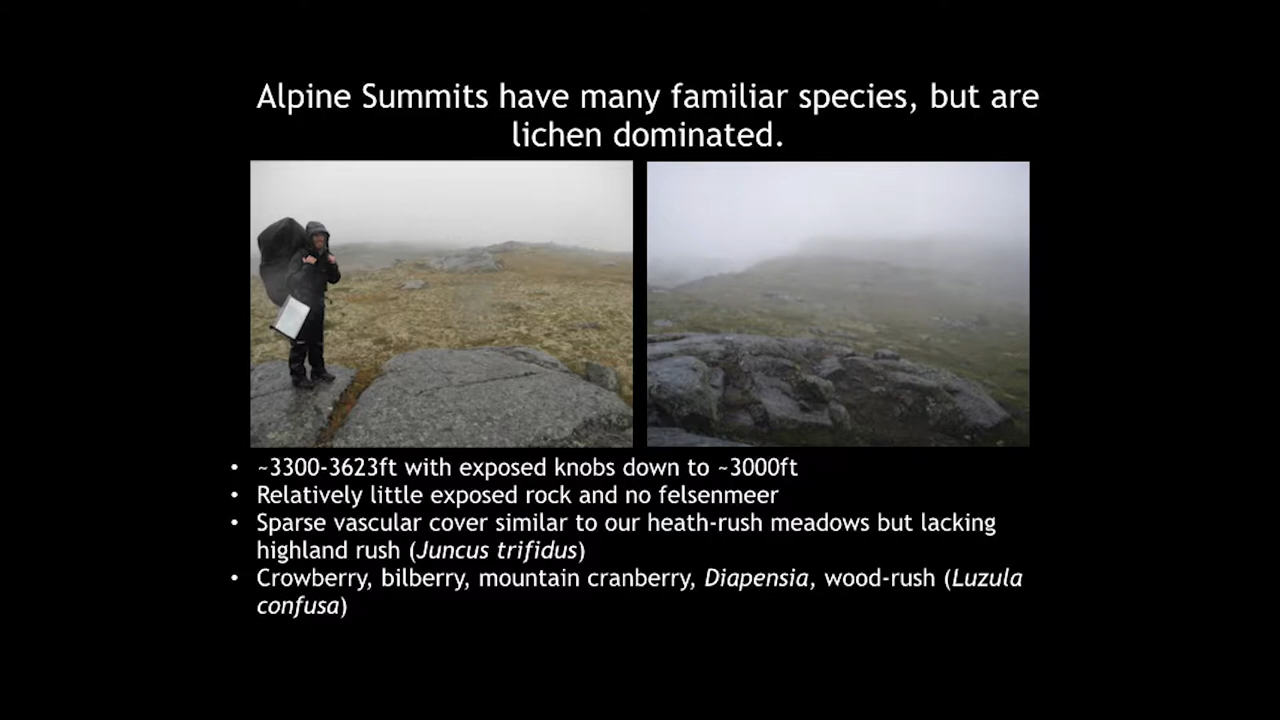 Alpine Summits have many familiar species, but are
lichen dominated.
• ~3300-3623ft with exposed knobs down to ~3000ft
• Relatively little exposed rock and no felsenmeer
• Sparse vascular cover similar to our heath-rush meadows but lacking
highland rush (Juncus trifidus)
• Crowberry, bilberry, mountain cranberry, Diapensia, wood-rush (Luzula
confusa)